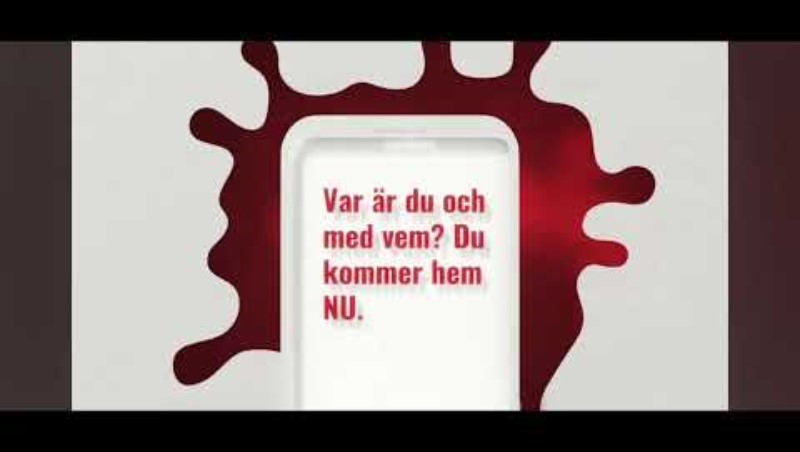 Var är du och
med vem? Du
kommer hem
NU.